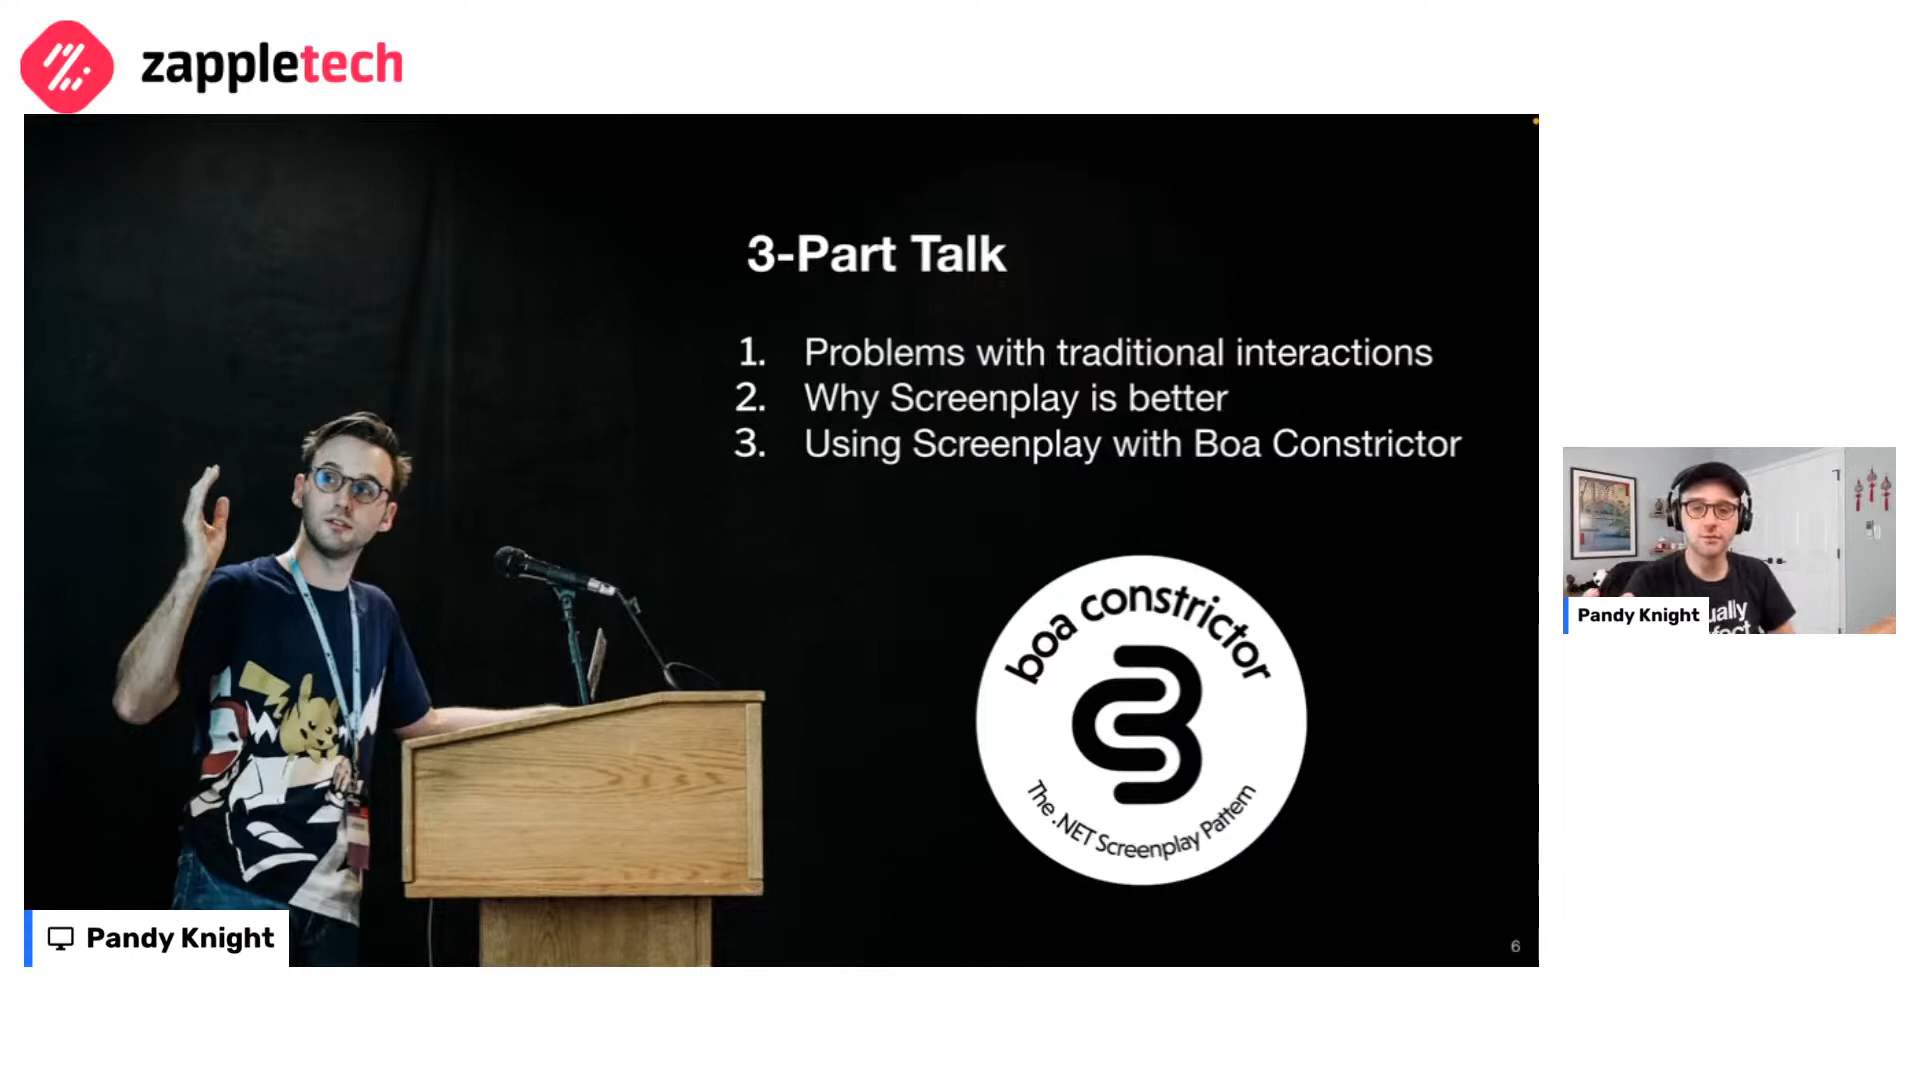 zappletech
3-Part Talk
1. Problems with traditional interactions
2. Why Screenplay is better
3. Using Screenplay with Boa Constrictor
boa constrictor
The .NET Screenplay Pattern
Pandy Knight
6
Pandy Knight